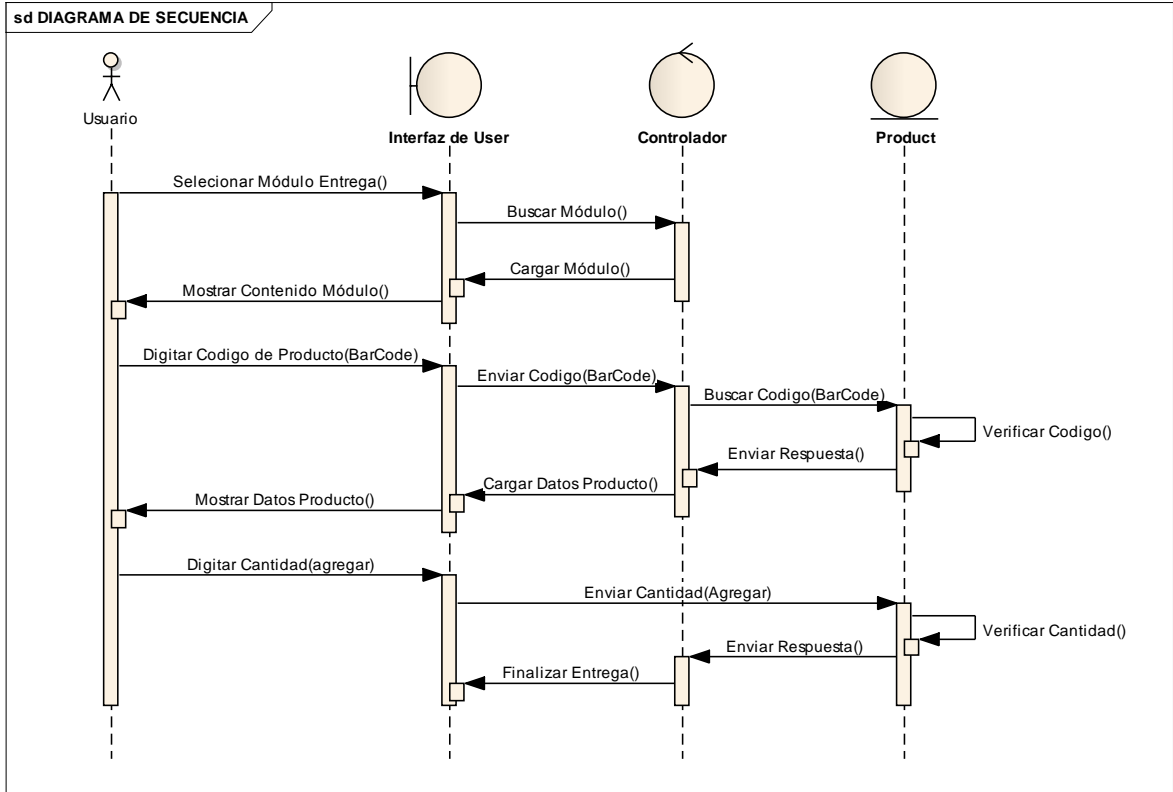 sd DIAGRAMA DE SECUENCIA
Usuario
Interfaz de User
Controlador
Product
Selecionar Módulo Entrega()
Buscar Módulo()
Cargar Módulo()
Mostrar Contenido Módulo()
Digitar Codigo de Producto(BarCode)
Enviar Codigo(BarCode)
Buscar Codigo(BarCode)
Verificar Codigo()
Enviar Respuesta()
Cargar Datos Producto()
Mostrar Datos Producto()
Digitar Cantidad(agregar)
Enviar Cantidad(Agregar)
Verificar Cantidad()
Enviar Respuesta()
Finalizar Entrega()